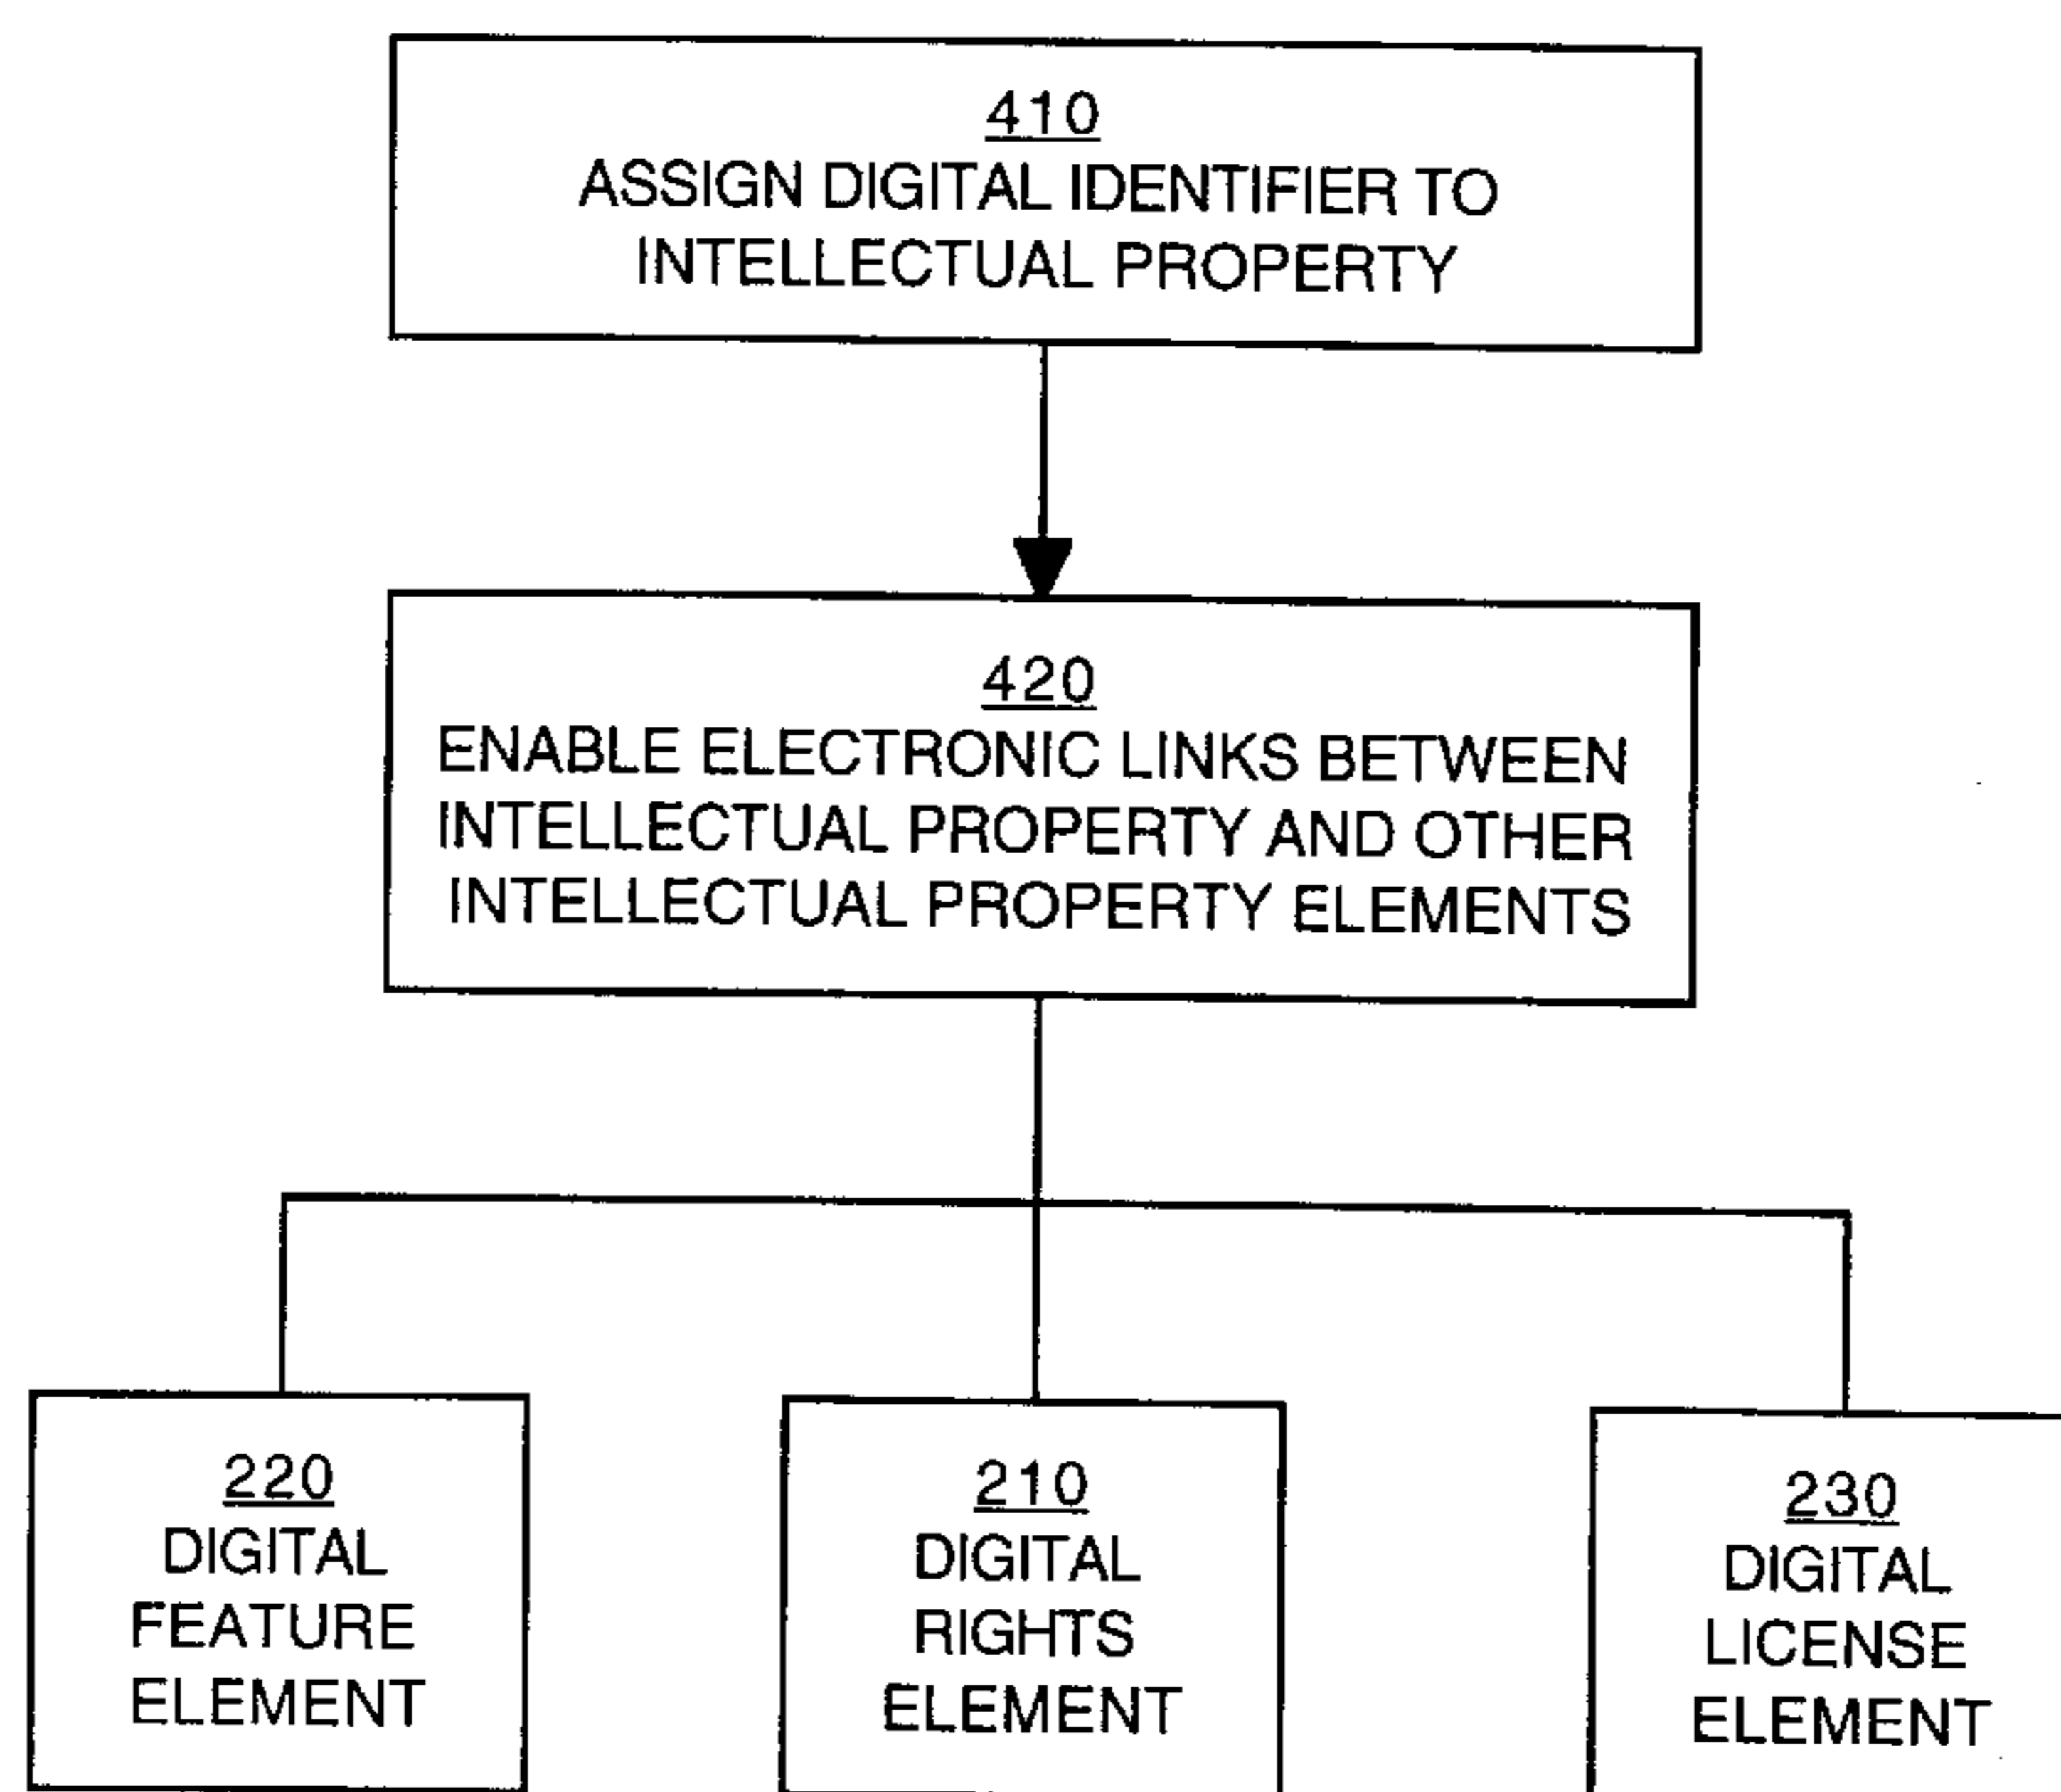 410
ASSIGN DIGITAL IDENTIFIER TO
INTELLECTUAL PROPERTY
420
ENABLE ELECTRONIC LINKS BETWEEN
INTELLECTUAL PROPERTY AND OTHER
INTELLECTUAL PROPERTY ELEMENTS
220
DIGITAL
FEATURE
ELEMENT
210
DIGITAL
RIGHTS
ELEMENT
230
DIGITAL
LICENSE
ELEMENT